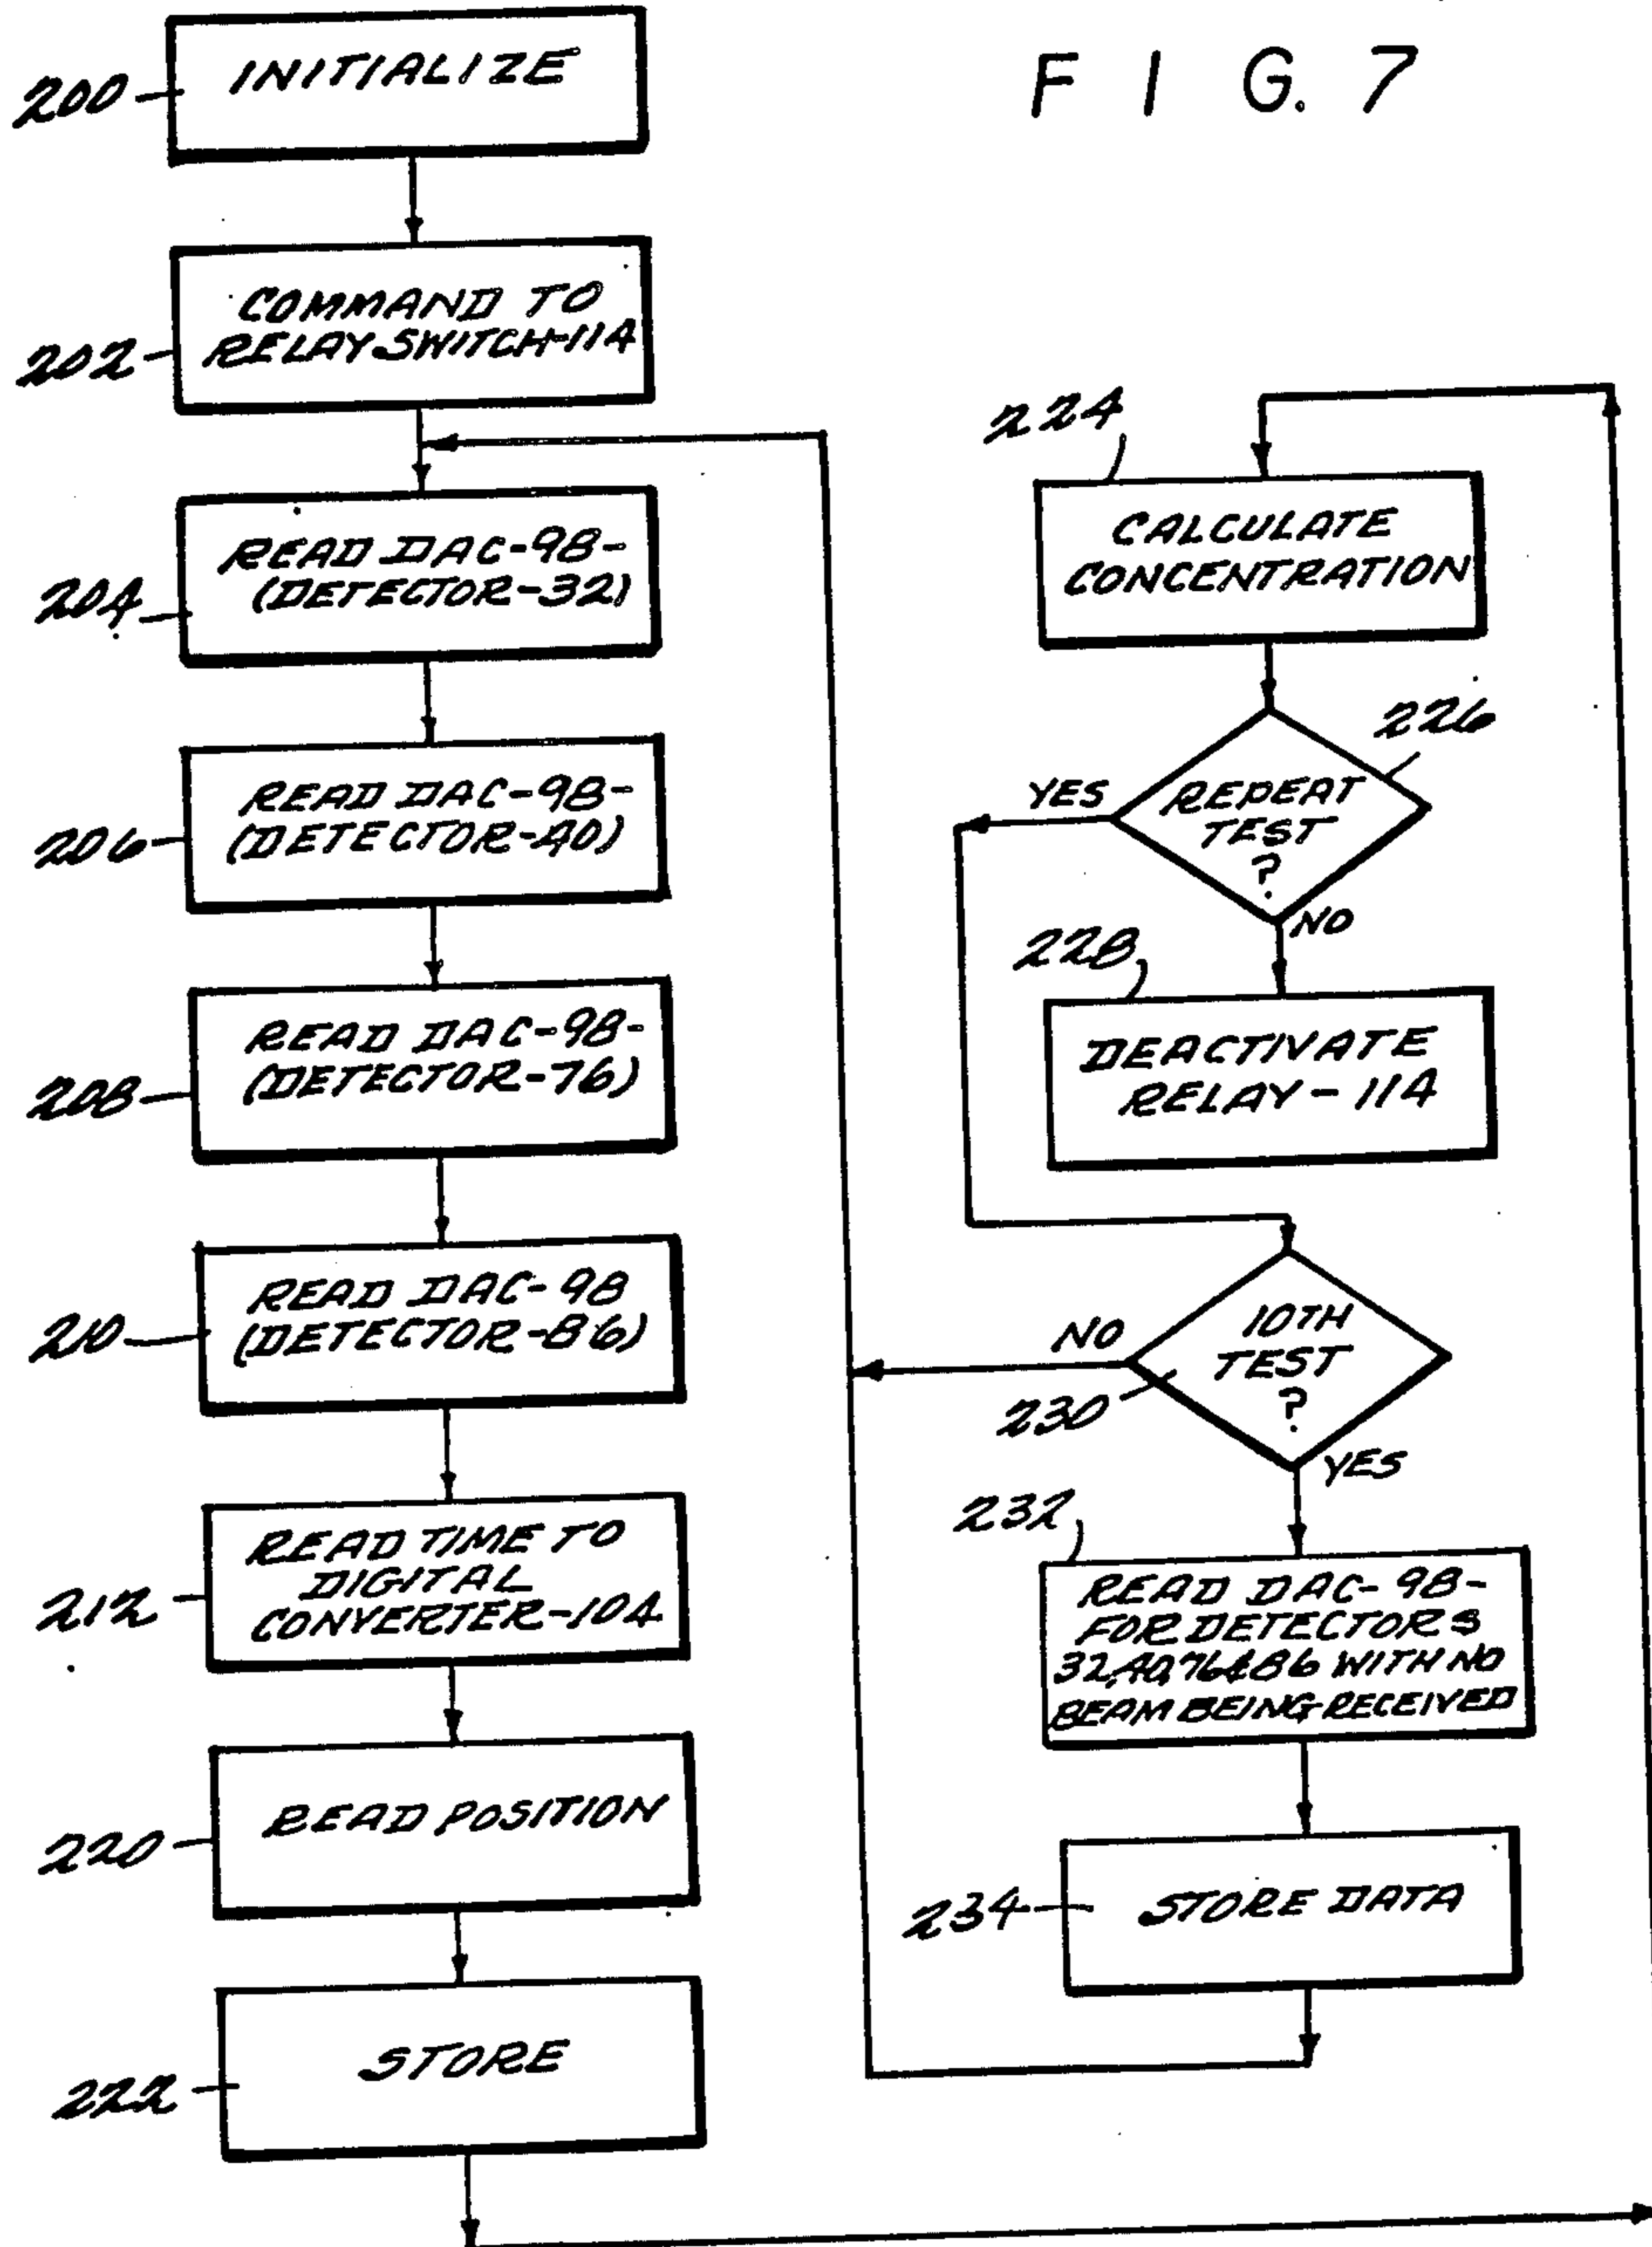 F I G. 7
200
INITIALIZE
202
COMMAND TO
RELAY SWITCH-114
204
READ DAC-98-
(DETECTOR-32)
206
READ DAC-98-
(DETECTOR-40)
208
READ DAC-98-
(DETECTOR-76)
210
READ DAC-98
(DETECTOR-86)
212
READ TIME TO
DIGITAL
CONVERTER-104
220
READ POSITION
222
STORE
224
CALCULATE
CONCENTRATION
226
REPEAT
TEST
?
YES
NO
228
DEACTIVATE
RELAY-114
230
10TH
TEST
?
NO
YES
232
READ DAC-98-
FOR DETECTORS
32,40,76&86 WITH NO
BEAM BEING RECEIVED
234
STORE DATA